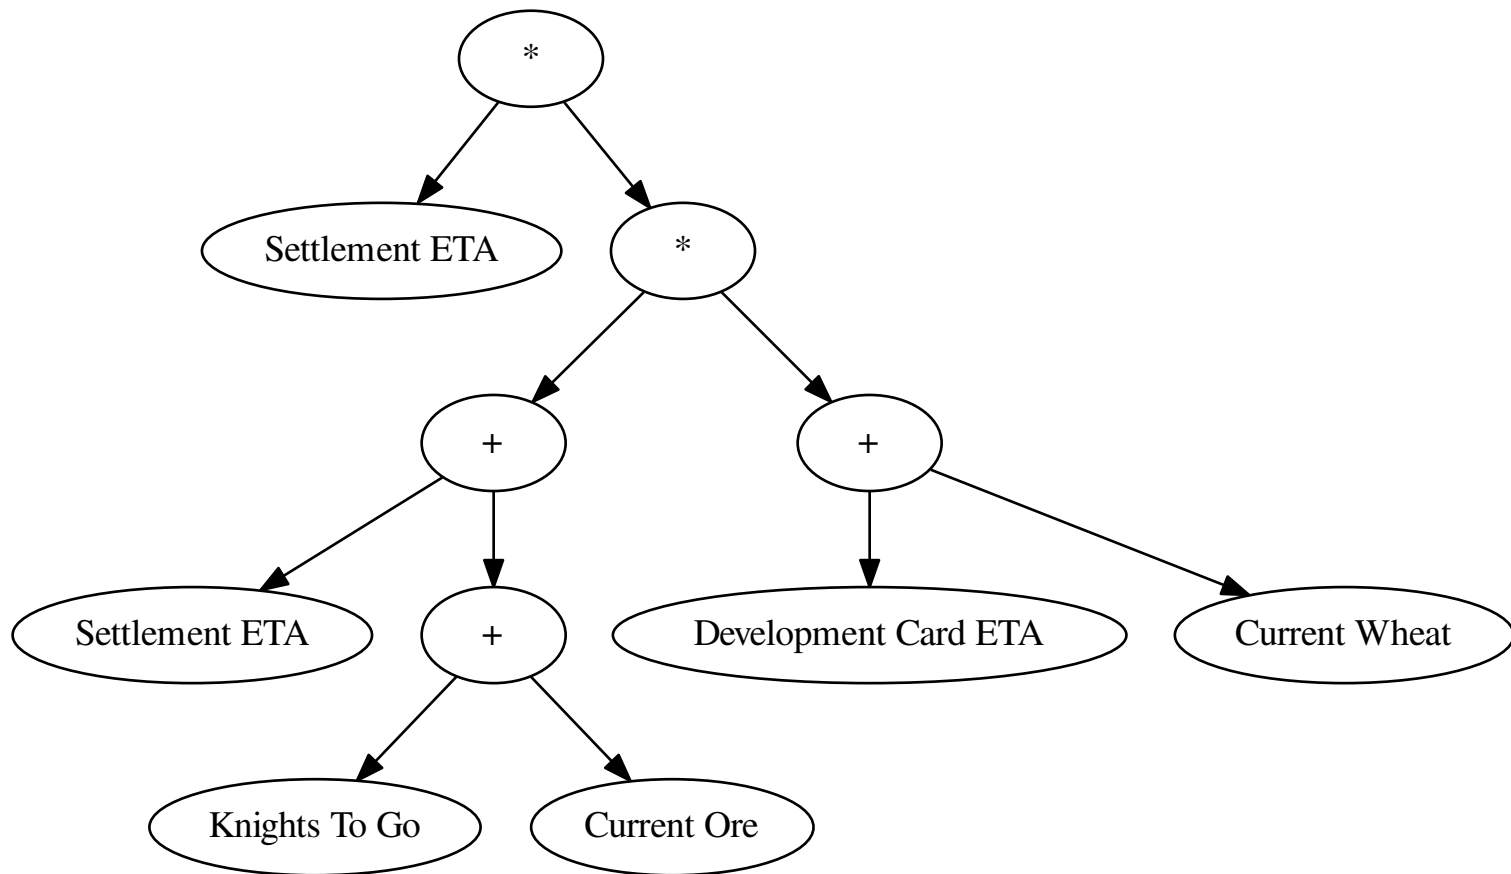 *
Settlement ETA
*
+
+
Settlement ETA
+
Development Card ETA
Current Wheat
Knights To Go
Current Ore